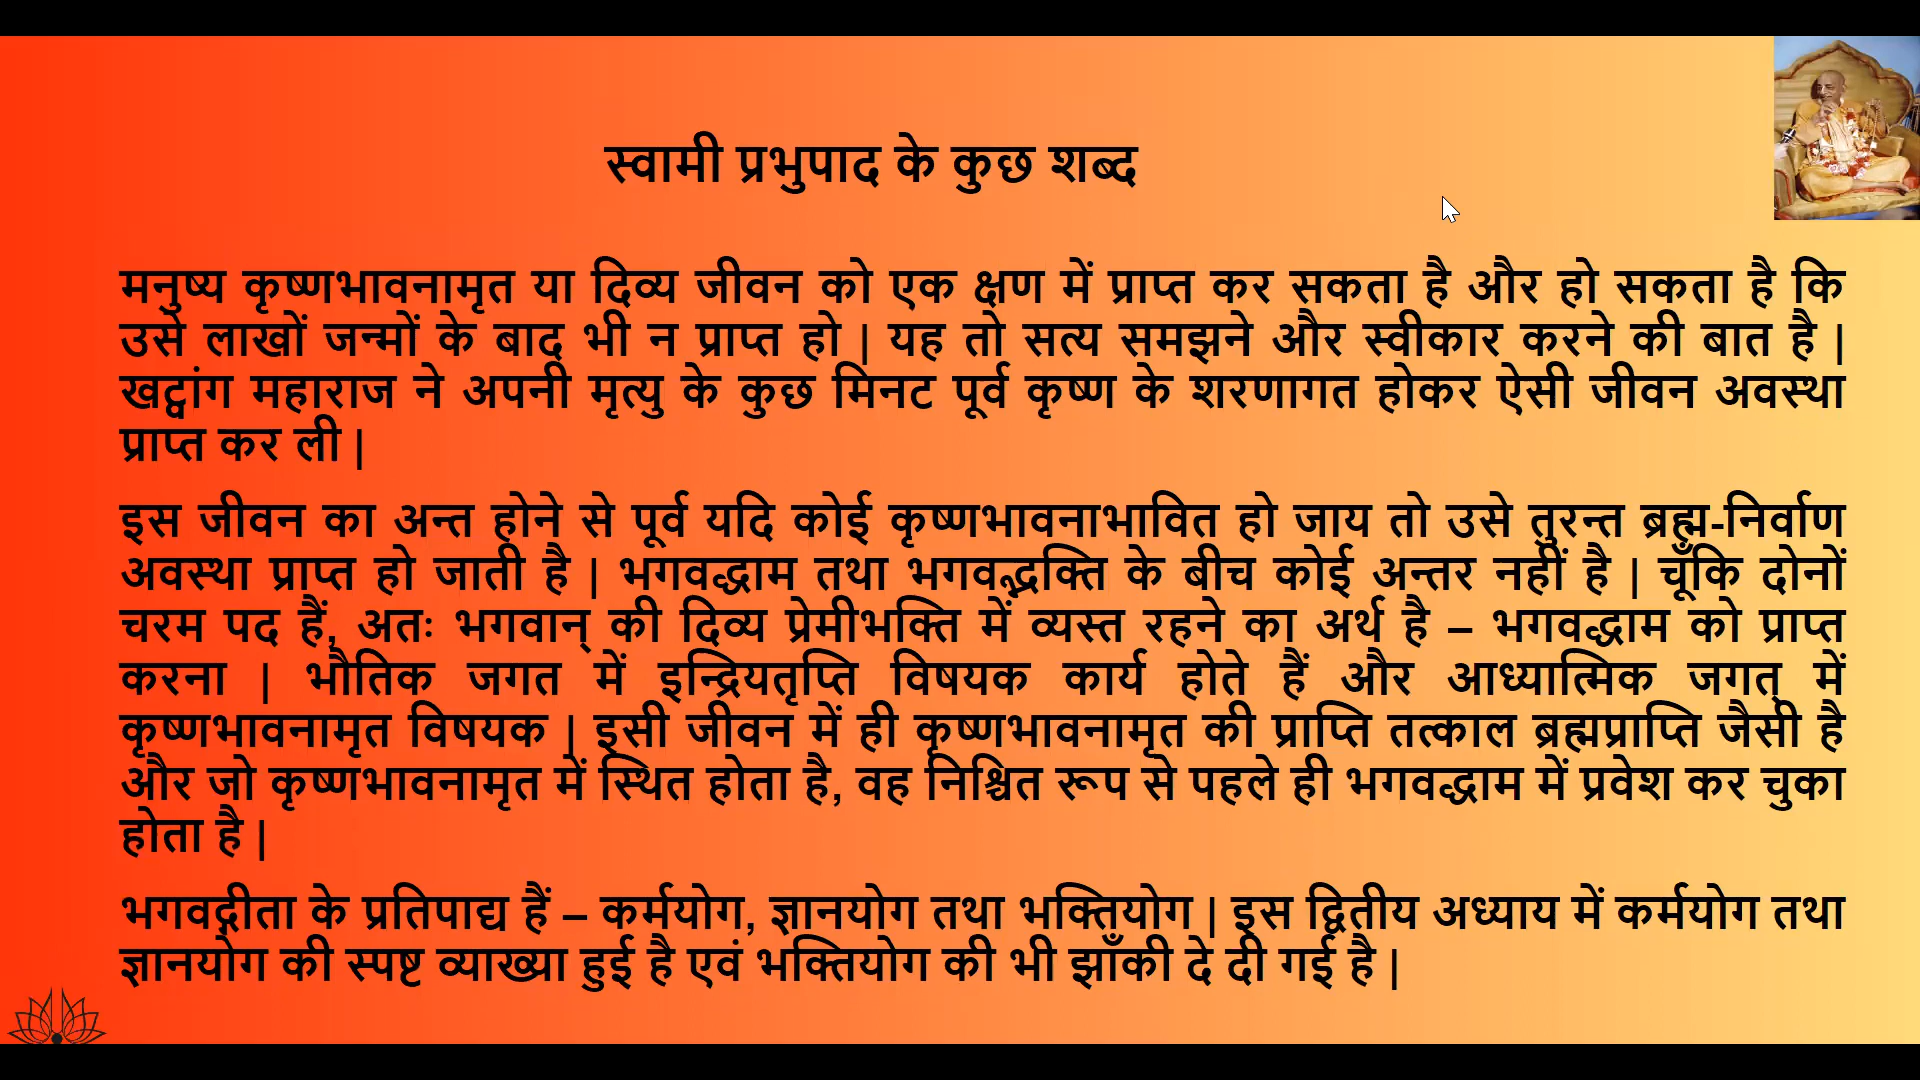 स्वामी प्रभुपाद के कुछ शब्द
मनुष्य कृष्णभावनामृत या दिव्य जीवन को एक क्षण में प्राप्त कर सकता है और हो सकता है कि
उसे लाखों जन्मों के बाद भी न प्राप्त हो | यह तो सत्य समझने और स्वीकार करने की बात है |
खट्वांग महाराज ने अपनी मृत्यु के कुछ मिनट पूर्व कृष्ण के शरणागत होकर ऐसी जीवन अवस्था
प्राप्त कर ली |
इस जीवन का अन्त होने से पूर्व यदि कोई कृष्णभावनाभावित हो जाय तो उसे तुरन्त ब्रह्म-निर्वाण
अवस्था प्राप्त हो जाती है | भगवद्धाम तथा भगवद्भक्ति के बीच कोई अन्तर नहीं है | चूँकि दोनों
चरम पद हैं, अतः भगवान् की दिव्य प्रेमीभक्ति में व्यस्त रहने का अर्थ है – भगवद्धाम को प्राप्त
करना | भौतिक जगत में इन्द्रियतृप्ति विषयक कार्य होते हैं और आध्यात्मिक जगत् में
कृष्णभावनामृत विषयक | इसी जीवन में ही कृष्णभावनामृत की प्राप्ति तत्काल ब्रह्मप्राप्ति जैसी है
और जो कृष्णभावनामृत में स्थित होता है, वह निश्चित रूप से पहले ही भगवद्धाम में प्रवेश कर चुका
होता है |
भगवद्गीता के प्रतिपाद्य हैं – कर्मयोग, ज्ञानयोग तथा भक्तियोग | इस द्वितीय अध्याय में कर्मयोग तथा
ज्ञानयोग की स्पष्ट व्याख्या हुई है एवं भक्तियोग की भी झाँकी दे दी गई है |